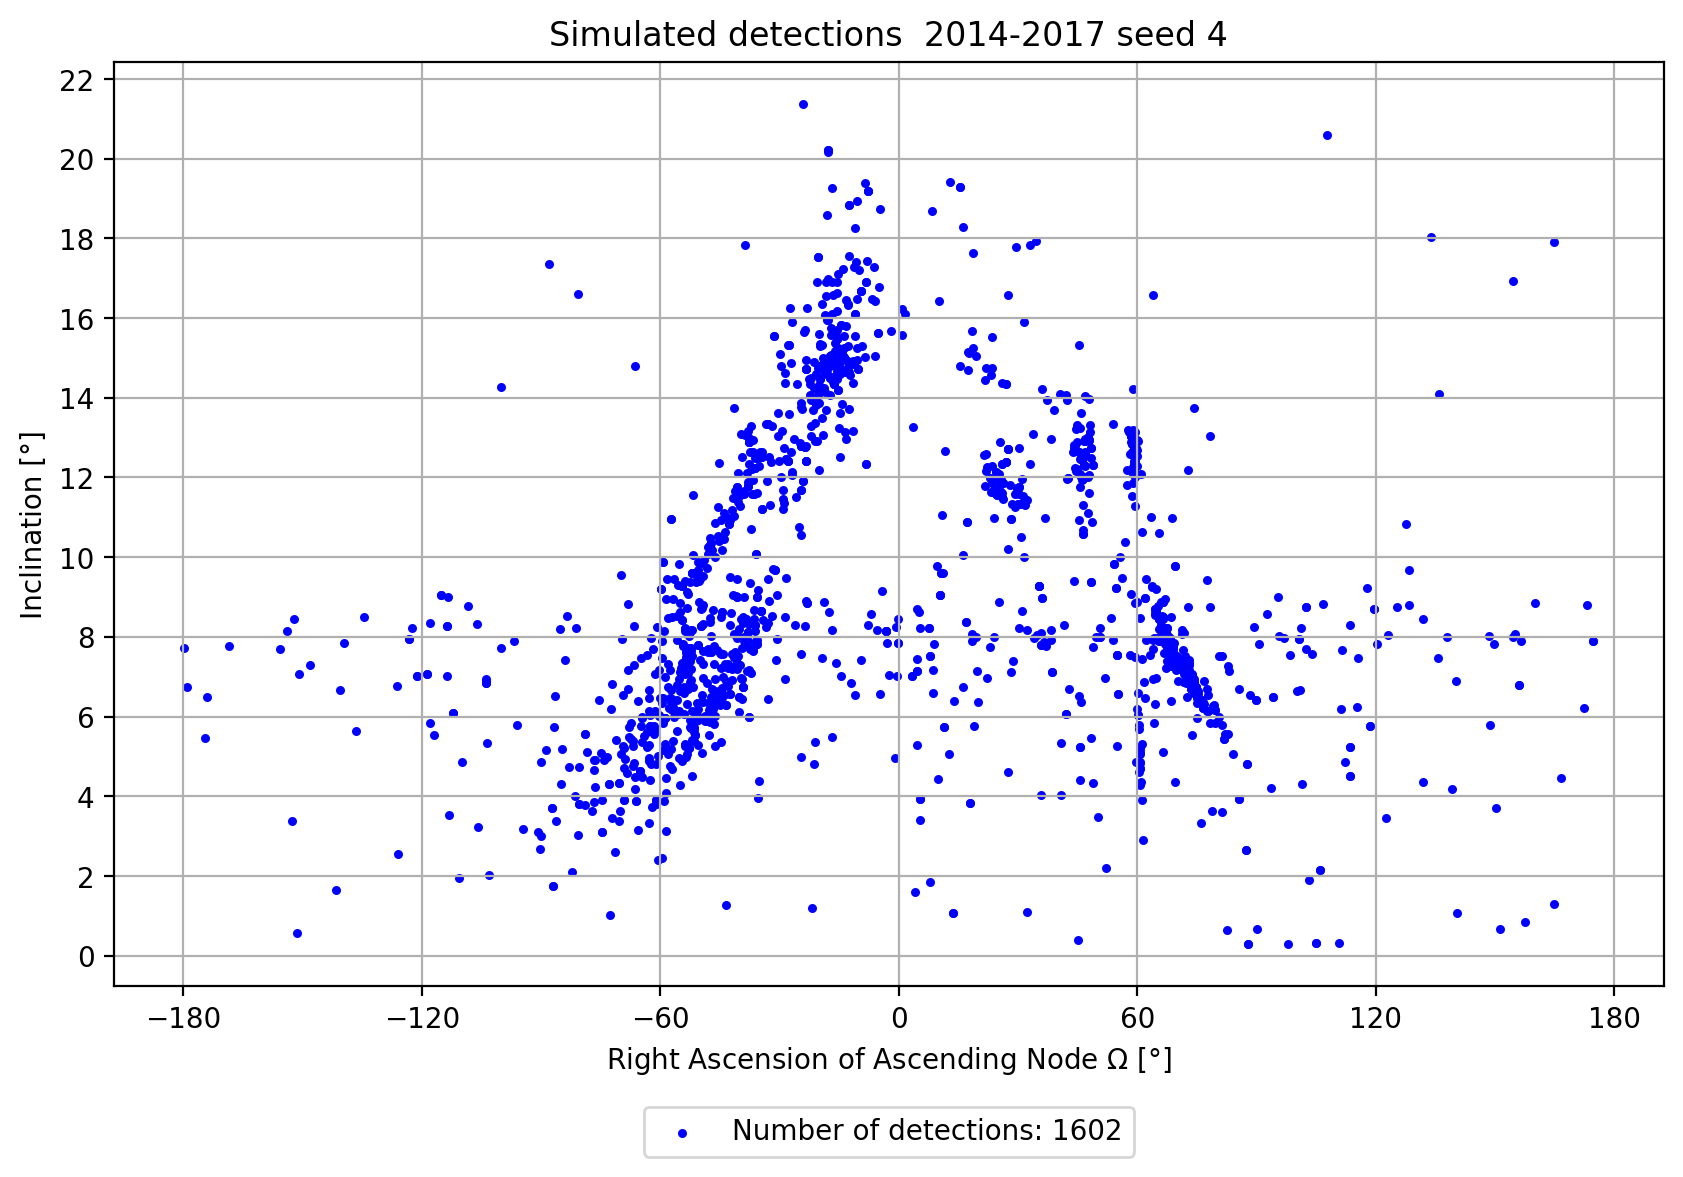 Simulated detections  2014-2017 seed 4
22
20
18
16
14
12
10
8
6
4
2
0
Inclination [°]
−180 −120 −60 0 60 120 180
Right Ascension of Ascending Node Ω [°]
Number of detections: 1602